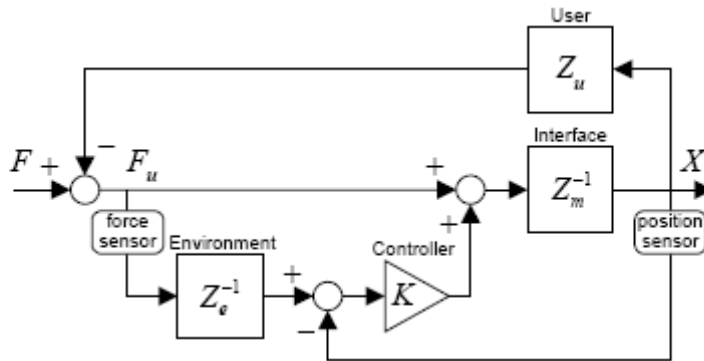 User
Z_u
Interface
F + − F_u + Z_m^{-1} X
force
sensor
position
sensor
Environment
Controller
+
Z_e^{-1} + K
−